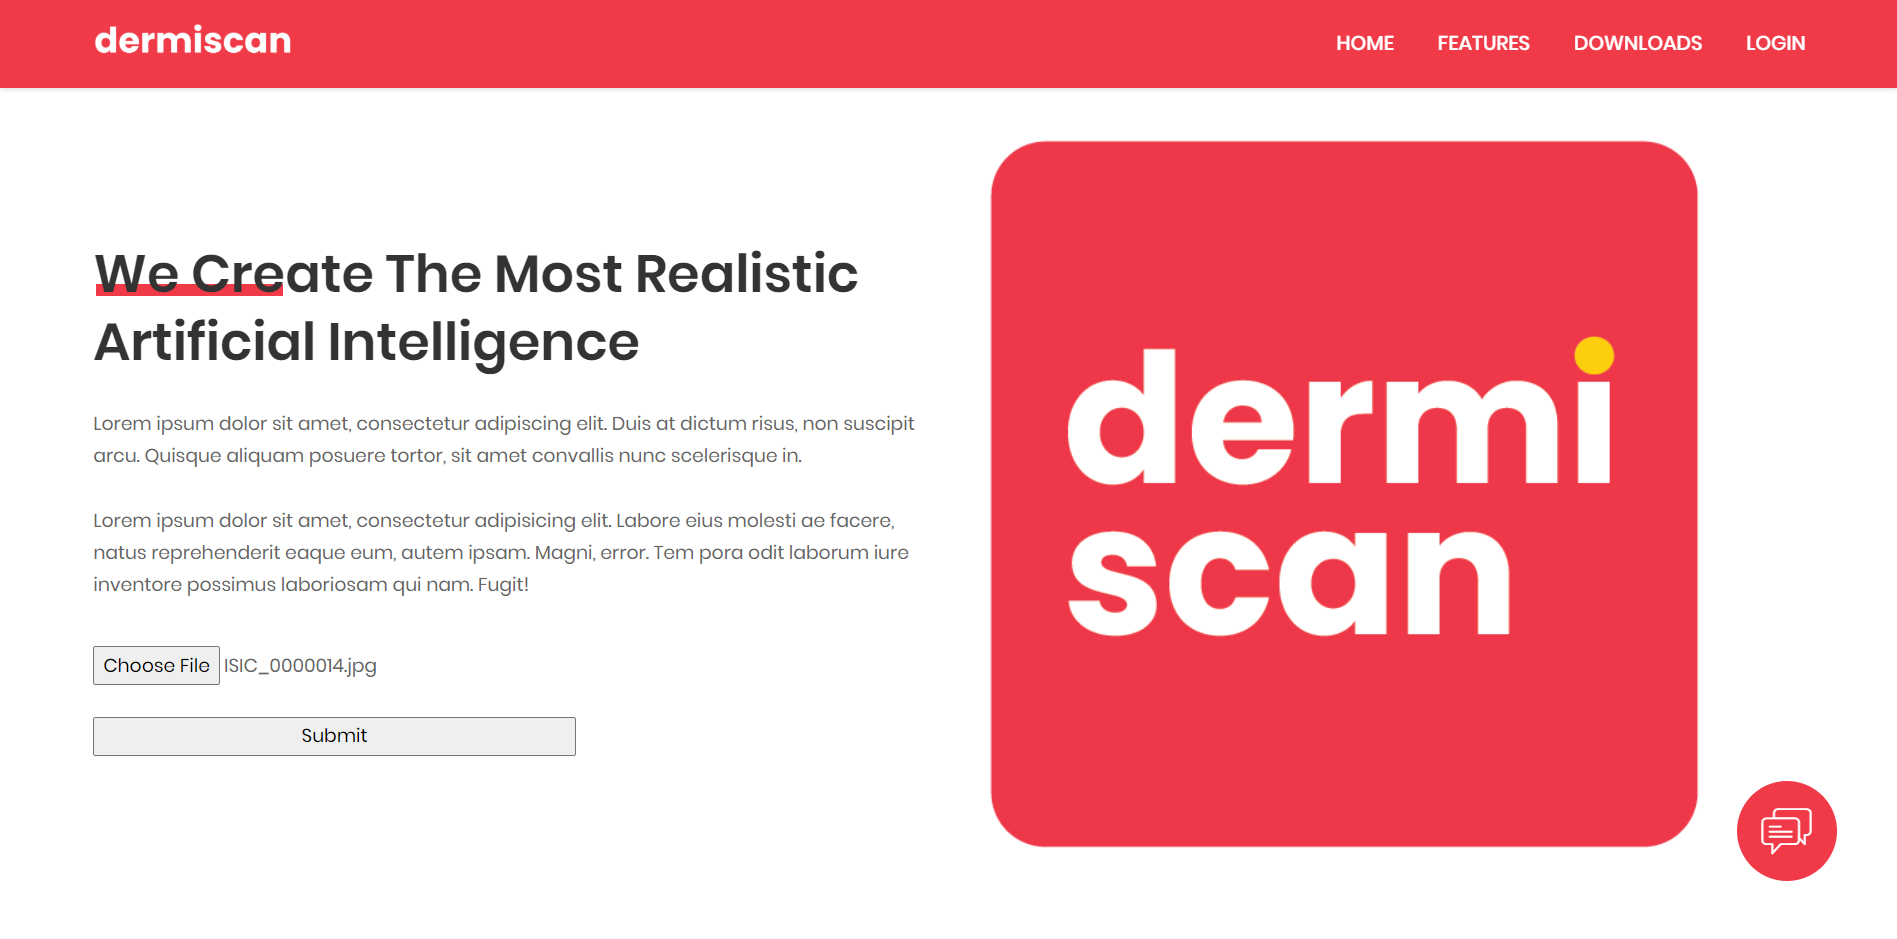 dermiscan
HOME FEATURES DOWNLOADS LOGIN
We Create The Most Realistic
Artificial Intelligence
Lorem ipsum dolor sit amet, consectetur adipiscing elit. Duis at dictum risus, non suscipit
arcu. Quisque aliquam posuere tortor, sit amet convallis nunc scelerisque in.
Lorem ipsum dolor sit amet, consectetur adipisicing elit. Labore eius molesti ae facere,
natus reprehenderit eaque eum, autem ipsam. Magni, error. Tem pora odit laborum iure
inventore possimus laboriosam qui nam. Fugit!
Choose File ISIC_0000014.jpg
Submit
dermi
scan